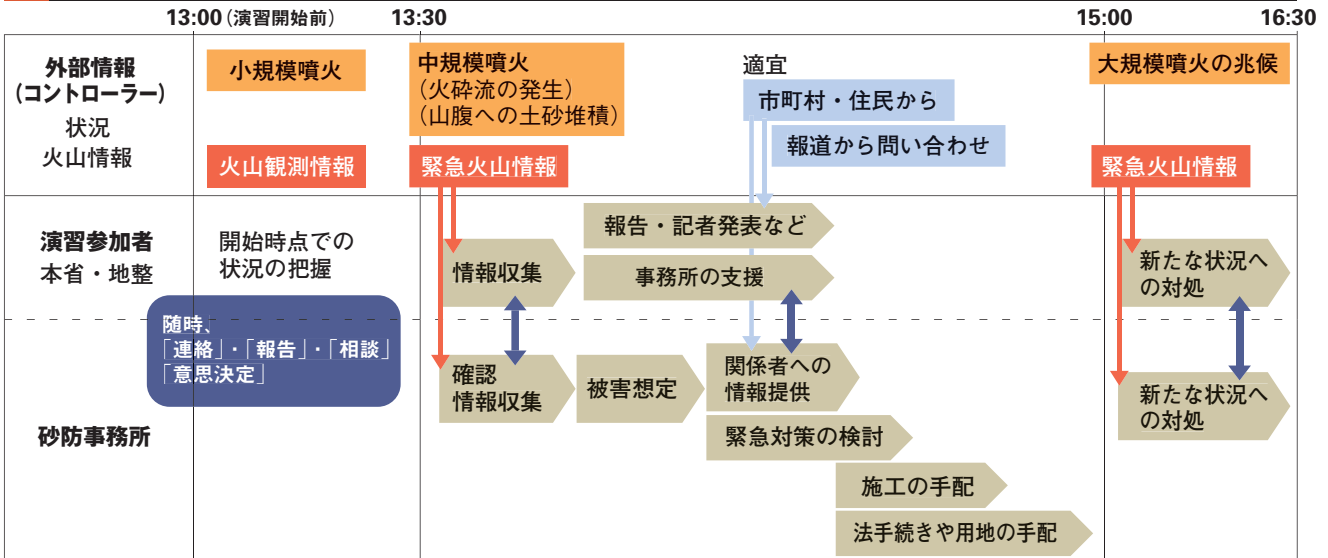 13:00(演習開始前)
13:30
15:00
16:30
外部情報
(コントローラー)
状況
火山情報
小規模噴火
火山観測情報
中規模噴火
(火砕流の発生)
(山腹への土砂堆積)
緊急火山情報
適宜
市町村・住民から
報道から問い合わせ
大規模噴火の兆候
緊急火山情報
演習参加者
本省・地整
開始時点での
状況の把握
情報収集
報告・記者発表など
事務所の支援
新たな状況へ
の対処
随時、
「連絡」・「報告」・「相談」
「意思決定」
砂防事務所
確認
情報収集
被害想定
関係者への
情報提供
緊急対策の検討
施工の手配
法手続きや用地の手配
新たな状況へ
の対処